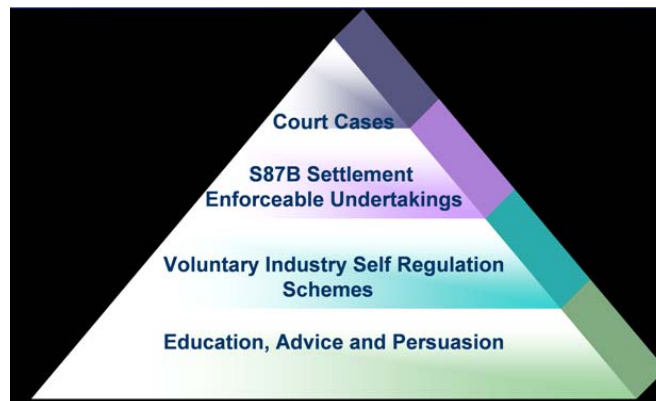 Court Cases
S87B Settlement
Enforceable Undertakings
Voluntary Industry Self Regulation
Schemes
Education, Advice and Persuasion